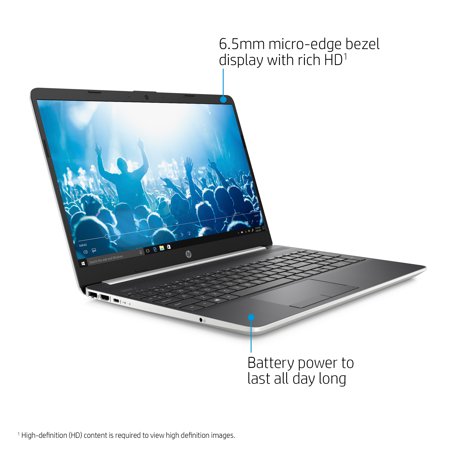 6.5mm micro-edge bezel
display with rich HD¹
Battery power to
last all day long
¹ High-definition (HD) content is required to view high definition images.